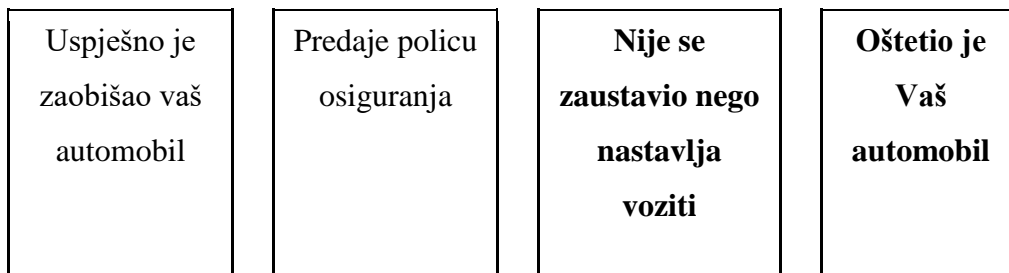 Uspješno je
zaobišao vaš
automobil
Predaje policu
osiguranja
Nije se
zaustavio nego
nastavlja
voziti
Oštetio je
Vaš
automobil